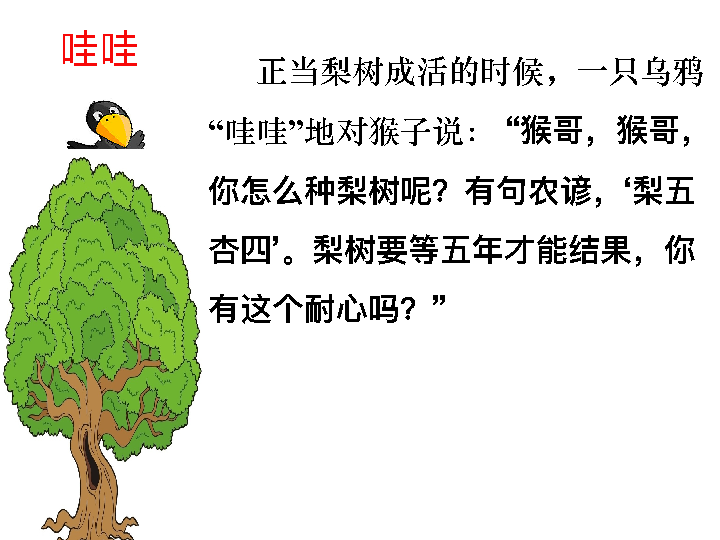 哇哇
正当梨树成活的时候，一只乌鸦
“哇哇”地对猴子说：“猴哥，猴哥，
你怎么种梨树呢？有句农谚，‘梨五
杏四’。梨树要等五年才能结果，你
有这个耐心吗？”